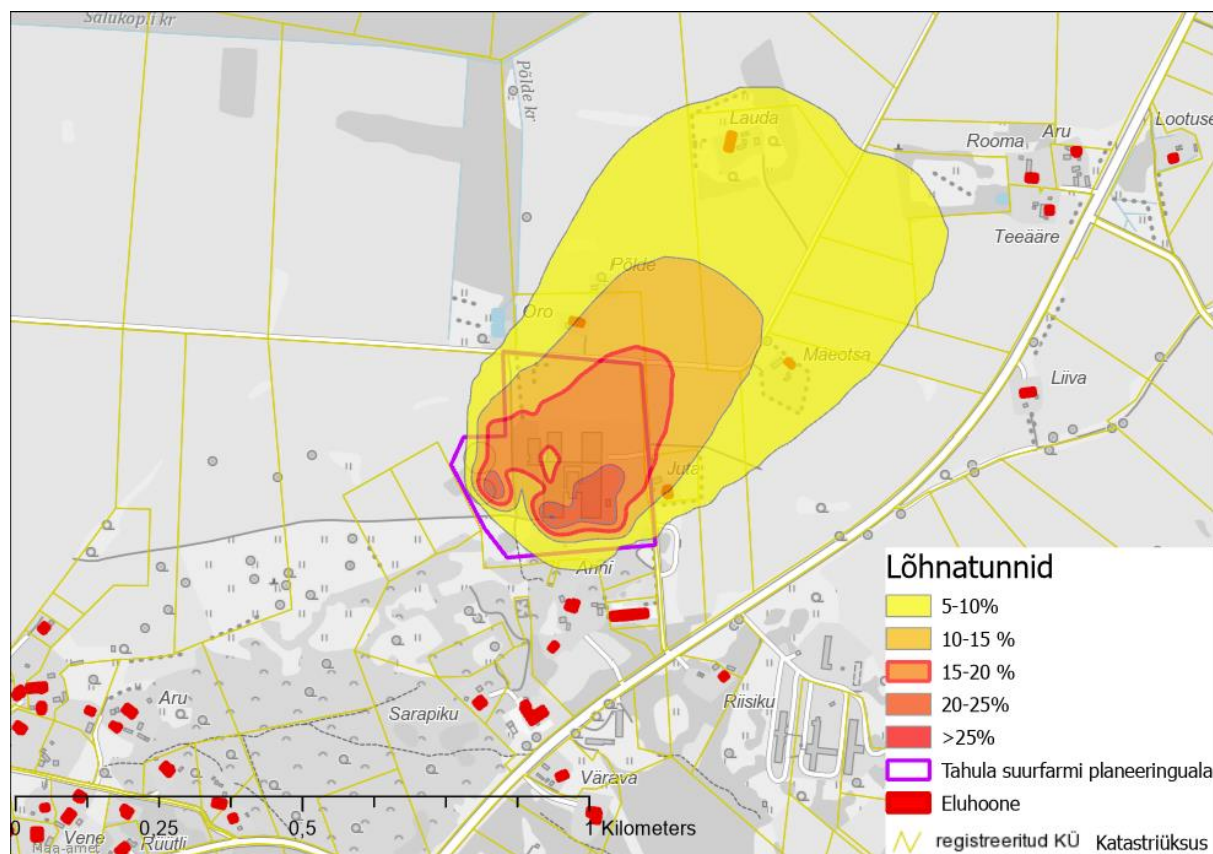 Salukopli kr
Põlde kr
Lauda
Rooma
Aru
Lootuse
Teeääre
Põlde
Oro
Mäeotsa
Liiva
Juta
Anni
Aru
Sarapiku
Riisiku
Värava
Vene
Rüütli
Maa-amet
0
0,25
0,5
1 Kilometers
Lõhnatunnid
5-10%
10-15 %
15-20 %
20-25%
>25%
Tahula suurfarmi planeeringuala
Eluhoone
registreeritud KÜ Katastriüksus